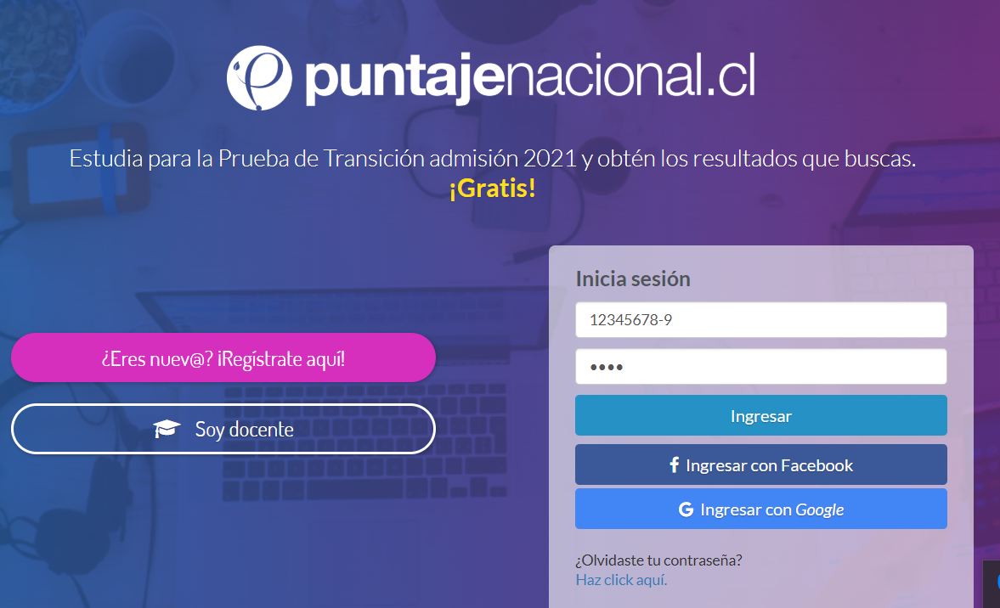 puntajenacional.cl
Estudia para la Prueba de Transición admisión 2021 y obtén los resultados que buscas.
¡Gratis!
¿Eres nuev@? ¡Regístrate aquí!
Soy docente
Inicia sesión
12345678-9
••••
Ingresar
Ingresar con Facebook
Ingresar con Google
¿Olvidaste tu contraseña?
Haz click aquí.